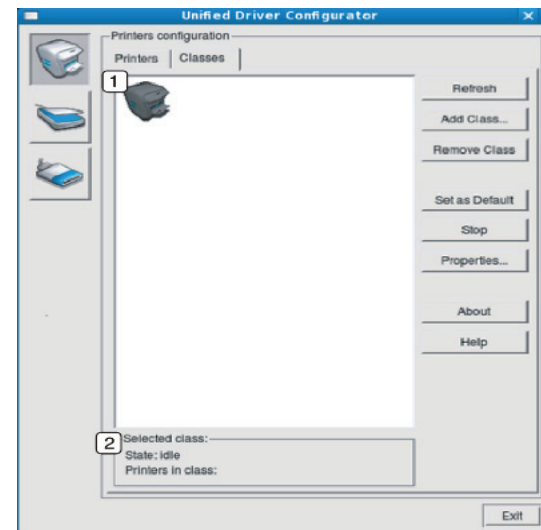 Unified Driver Configurator
Printers configuration
Printers Classes
1
Refresh
Add Class...
Remove Class
Set as Default
Stop
Properties...
About
Help
2
Selected class:
State: idle
Printers in class:
Exit